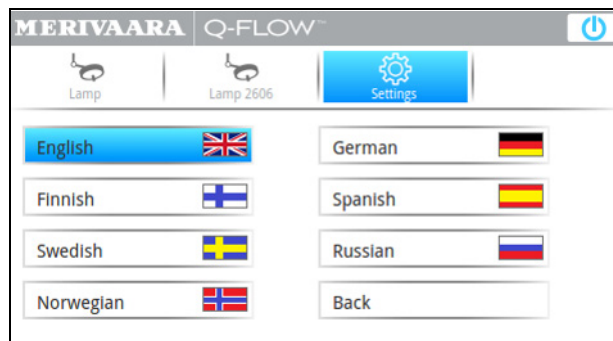 MERIVAARA Q-FLOW™
Lamp Lamp 2606 Settings
English German
Finnish Spanish
Swedish Russian
Norwegian Back